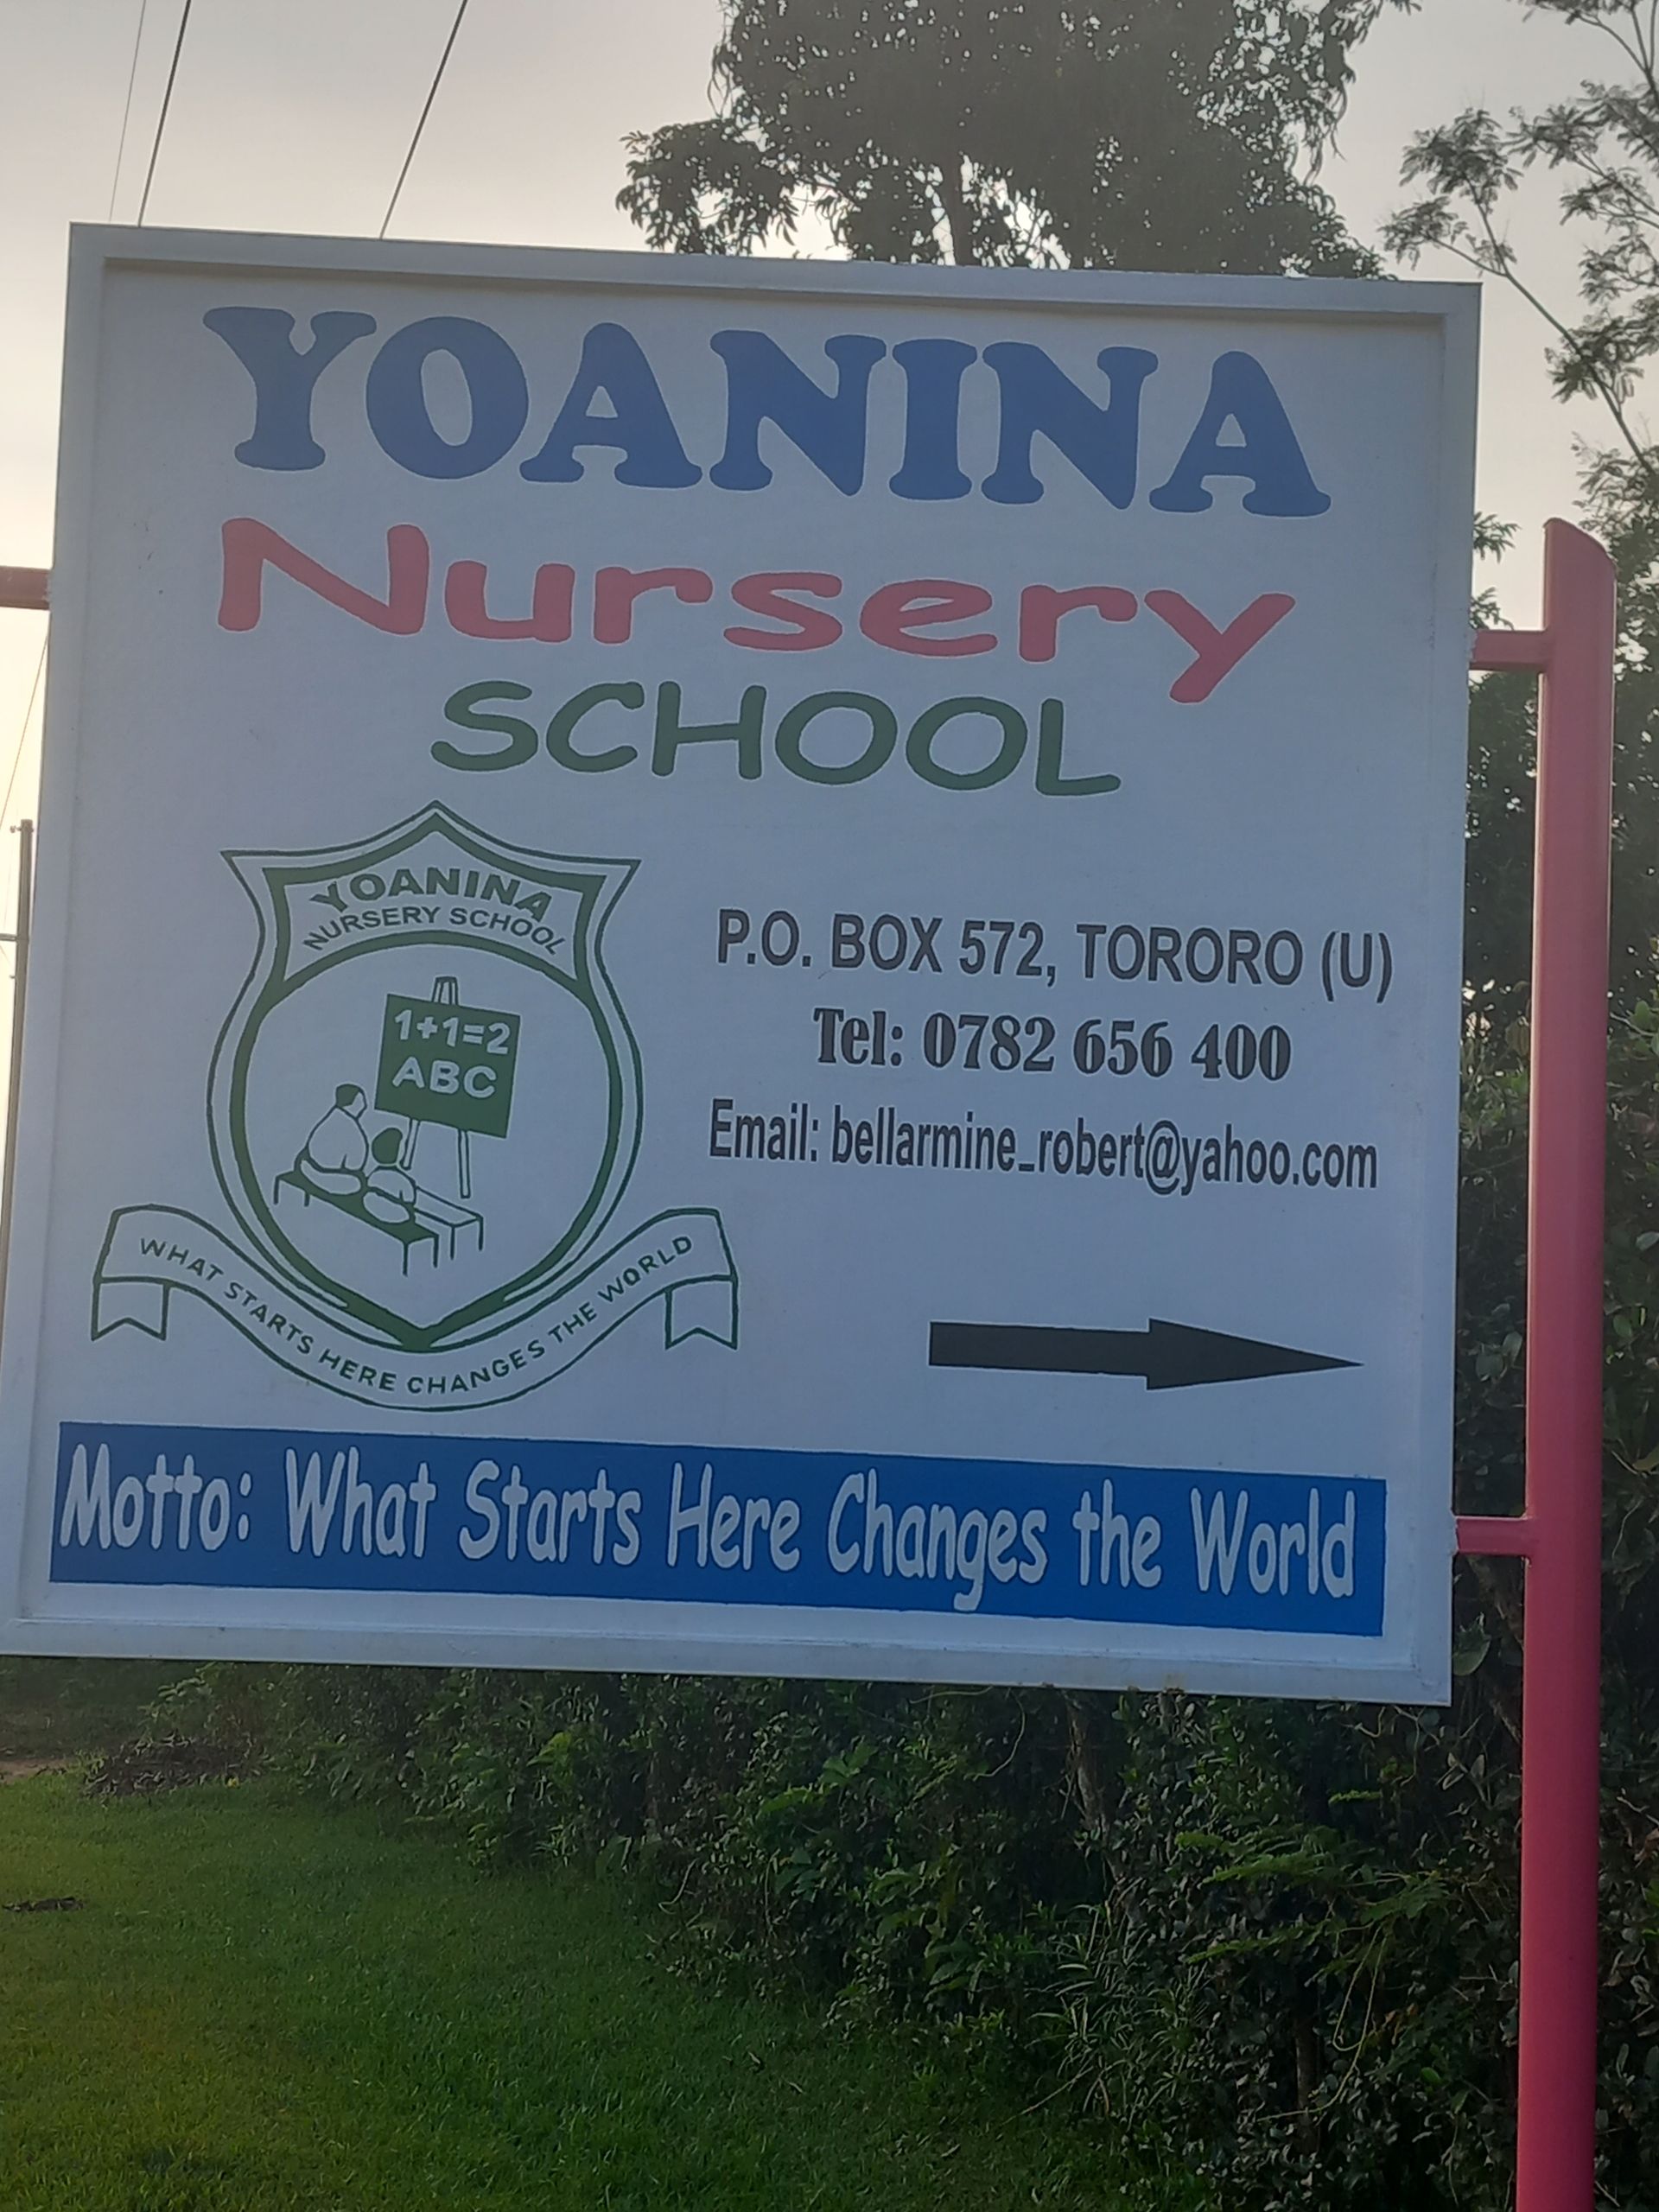 YOANINA
Nursery
SCHOOL
YOANINA
NURSERY SCHOOL
1+1=2
ABC
WHAT STARTS HERE CHANGES THE WORLD
P.O. BOX 572, TORORO (U)
Tel: 0782 656 400
Email: bellarmine_robert@yahoo.com
Motto: What Starts Here Changes the World